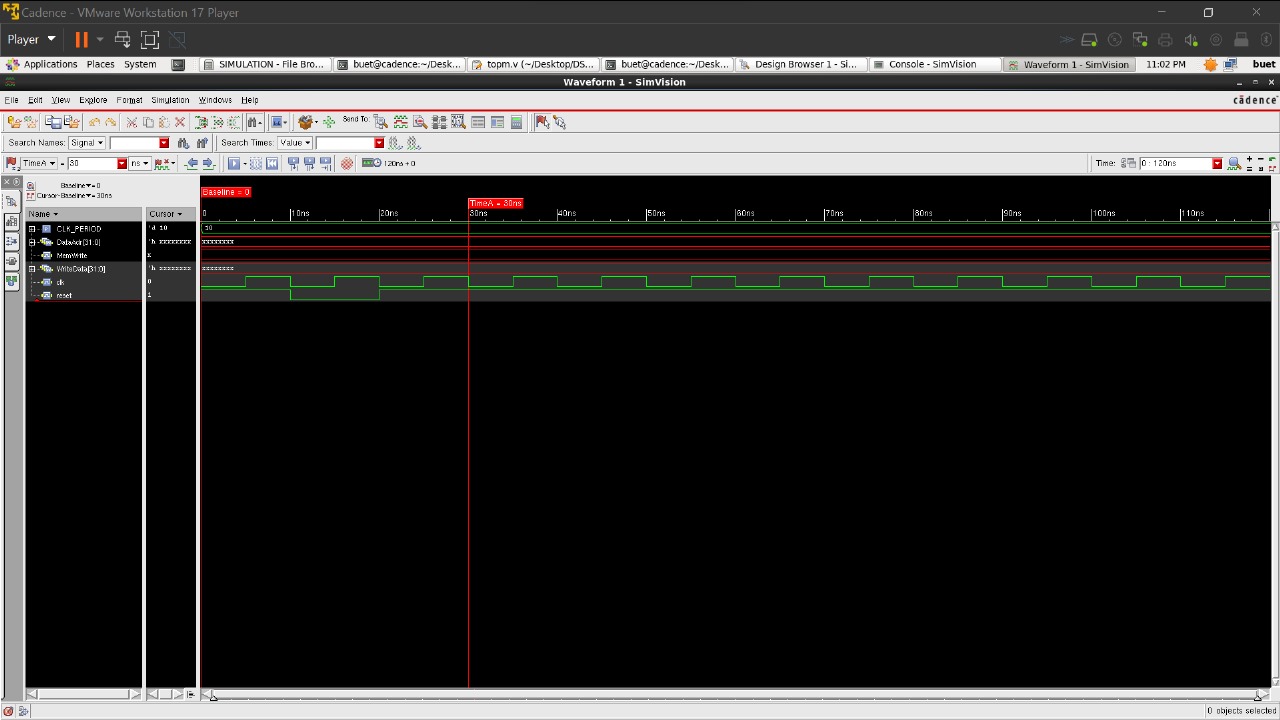 Cadence - VMware Workstation 17 Player
Player
Applications Places System SIMULATION - File Bro... buet@cadence:~/Desk... topm.v (~/Desktop/DS... buet@cadence:~/Desk... Design Browser 1 - Si... Console - SimVision Waveform 1 - SimVision 11:02 PM buet
Waveform 1 - SimVision
File Edit View Explore Format Simulation Windows Help cādence
Send To:
Search Names: Signal Search Times: Value
TimeA = 30 ns 120ns + 0 Time: 0 : 120ns
Baseline = 0
Cursor-Baseline = 30ns
Baseline = 0
TimeA = 30ns
Name Cursor 0 10ns 20ns 30ns 40ns 50ns 60ns 70ns 80ns 90ns 100ns 110ns
CLK_PERIOD 'd 10 10
DataAdr[31:0] 'h xxxxxxxx xxxxxxxx
MemWrite x
WriteData[31:0] 'h xxxxxxxx xxxxxxxx
clk 0
reset 1
0 objects selected